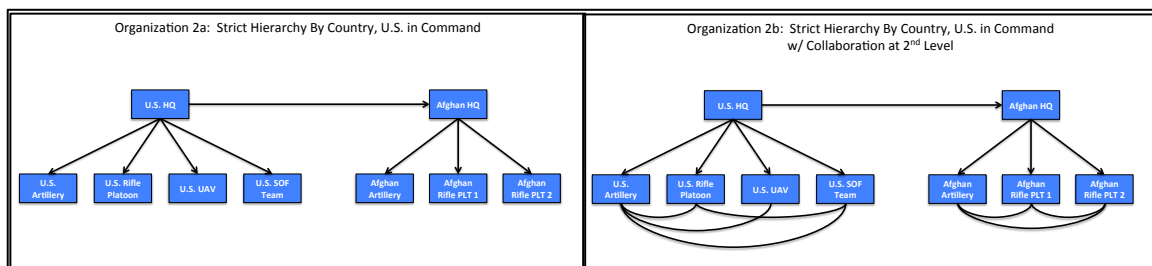 Organization 2a: Strict Hierarchy By Country, U.S. in Command
U.S. HQ
Afghan HQ
U.S.
Artillery
U.S. Rifle
Platoon
U.S. UAV
U.S. SOF
Team
Afghan
Artillery
Afghan
Rifle PLT 1
Afghan
Rifle PLT 2
Organization 2b: Strict Hierarchy By Country, U.S. in Command
w/ Collaboration at 2nd Level
U.S. HQ
Afghan HQ
U.S.
Artillery
U.S. Rifle
Platoon
U.S. UAV
U.S. SOF
Team
Afghan
Artillery
Afghan
Rifle PLT 1
Afghan
Rifle PLT 2